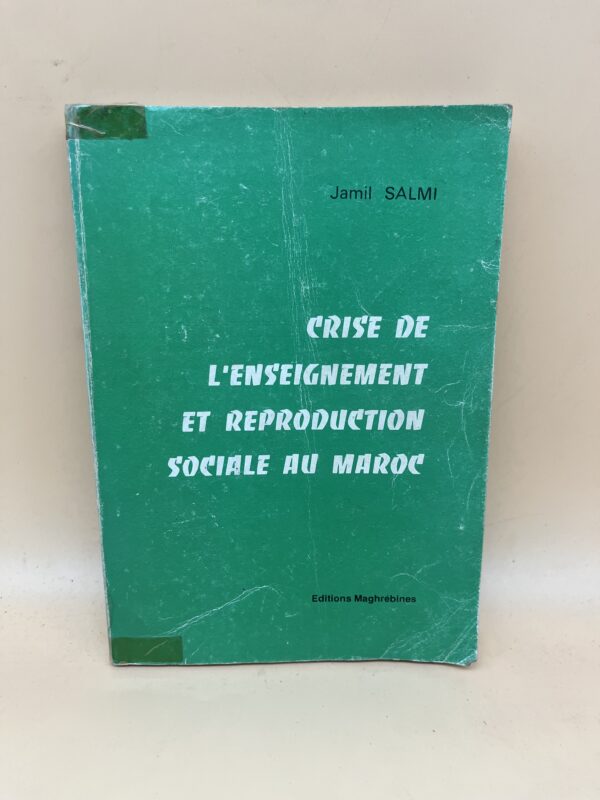 Jamil SALMI
CRISE DE
L'ENSEIGNEMENT
ET REPRODUCTION
SOCIALE AU MAROC
Editions Maghrébines